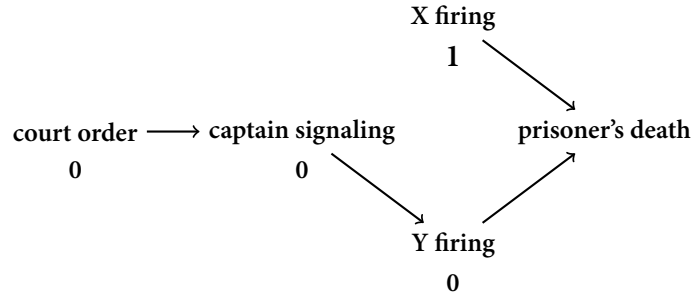 X firing
1
court order
captain signaling
prisoner's death
0
0
Y firing
0